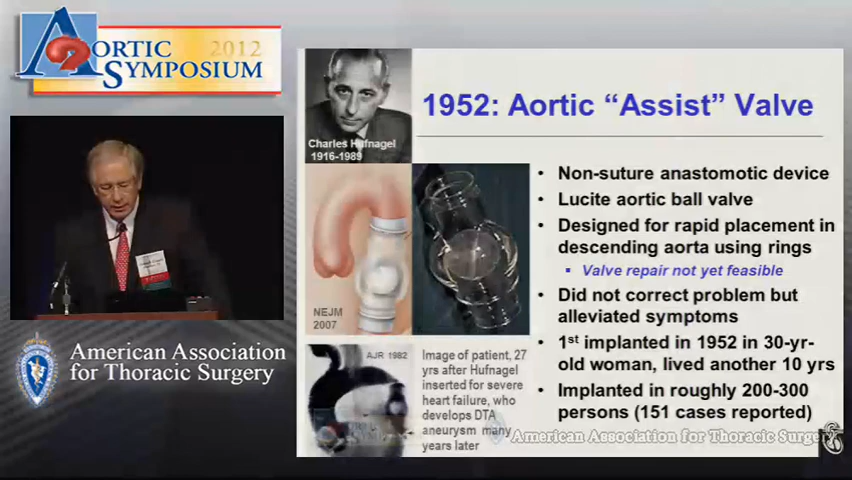 AORTIC 2012
SYMPOSIUM
American Association
for Thoracic Surgery
1952: Aortic “Assist” Valve
Charles Hufnagel
1916-1989
NEJM
2007
AJR 1982
Image of patient, 27
yrs after Hufnagel
inserted for severe
heart failure, who
develops DTA
aneurysm many
years later
• Non-suture anastomotic device
• Lucite aortic ball valve
• Designed for rapid placement in
descending aorta using rings
▪ Valve repair not yet feasible
• Did not correct problem but
alleviated symptoms
• 1st implanted in 1952 in 30-yr-
old woman, lived another 10 yrs
• Implanted in roughly 200-300
persons (151 cases reported)
American Association for Thoracic Surgery